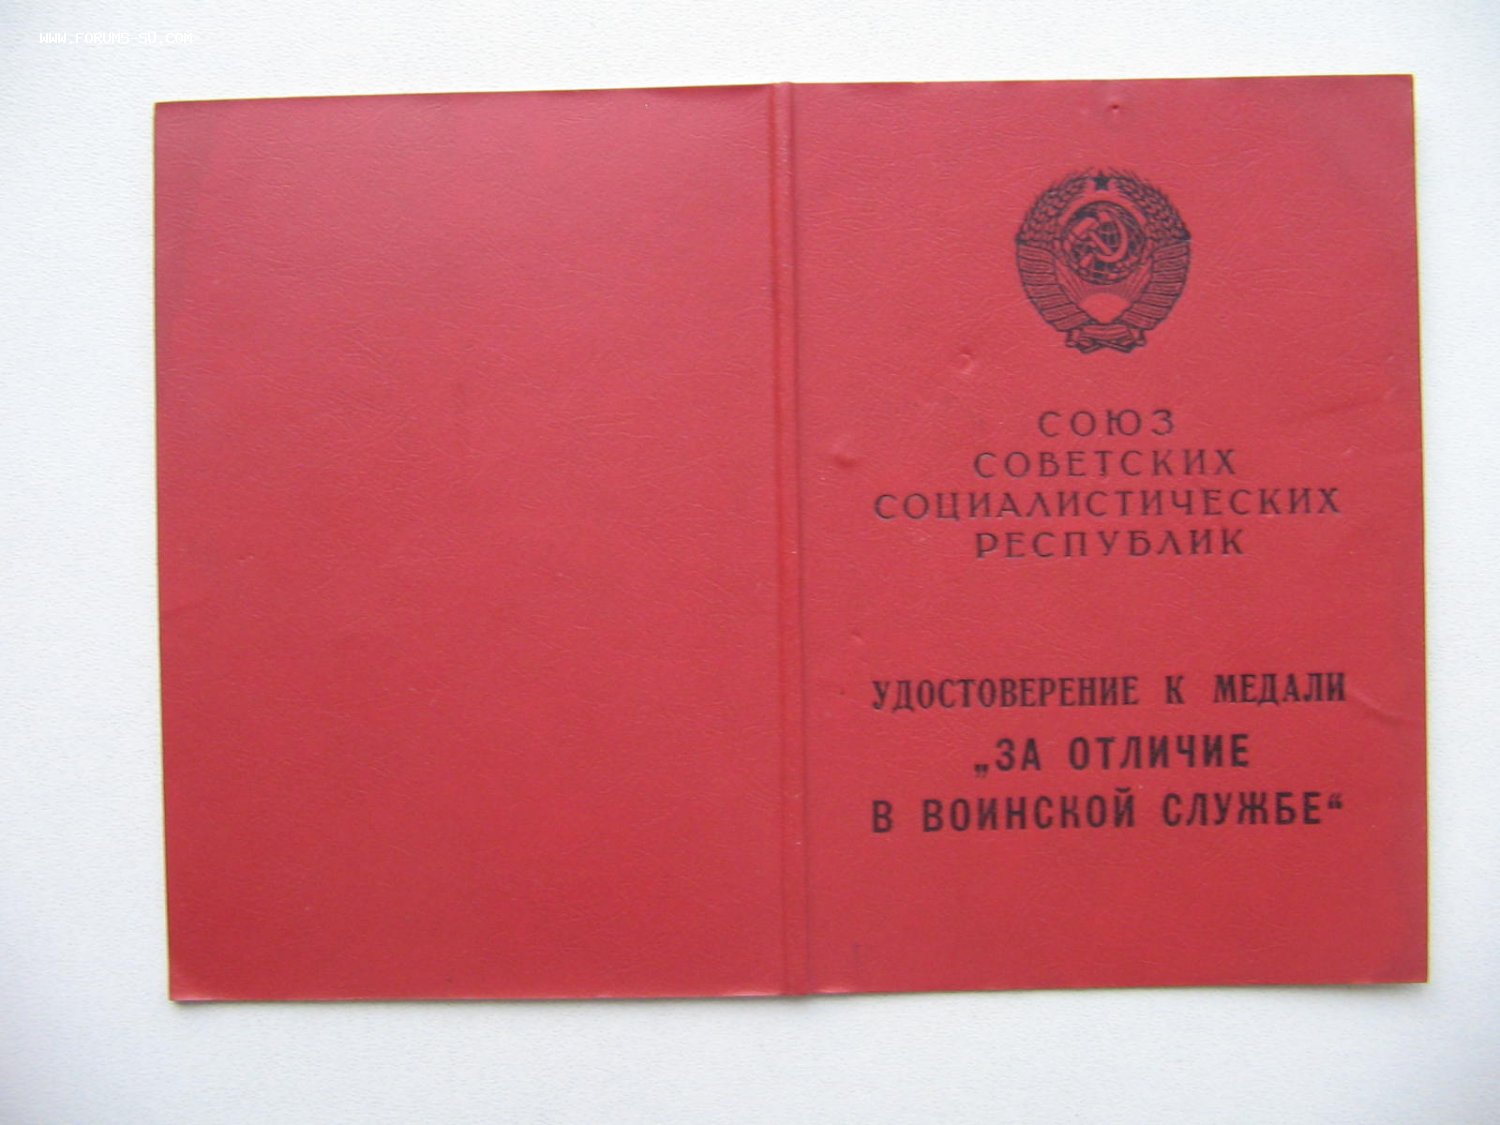 WWW.FORUMS-SU.COM
СОЮЗ
СОВЕТСКИХ
СОЦИАЛИСТИЧЕСКИХ
РЕСПУБЛИК
УДОСТОВЕРЕНИЕ К МЕДАЛИ
„ЗА ОТЛИЧИЕ
В ВОИНСКОЙ СЛУЖБЕ“